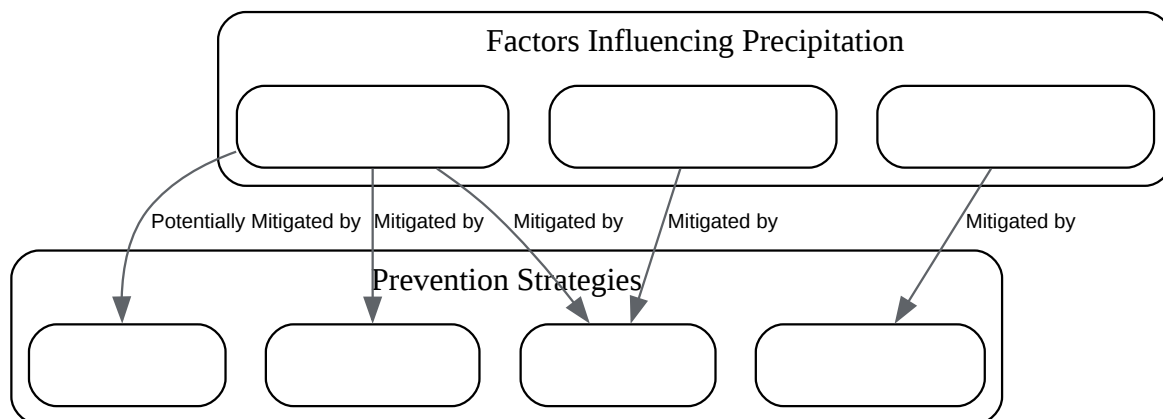 Factors Influencing Precipitation
Potentially Mitigated by
Mitigated by
Mitigated by
Mitigated by
Mitigated by
Prevention Strategies